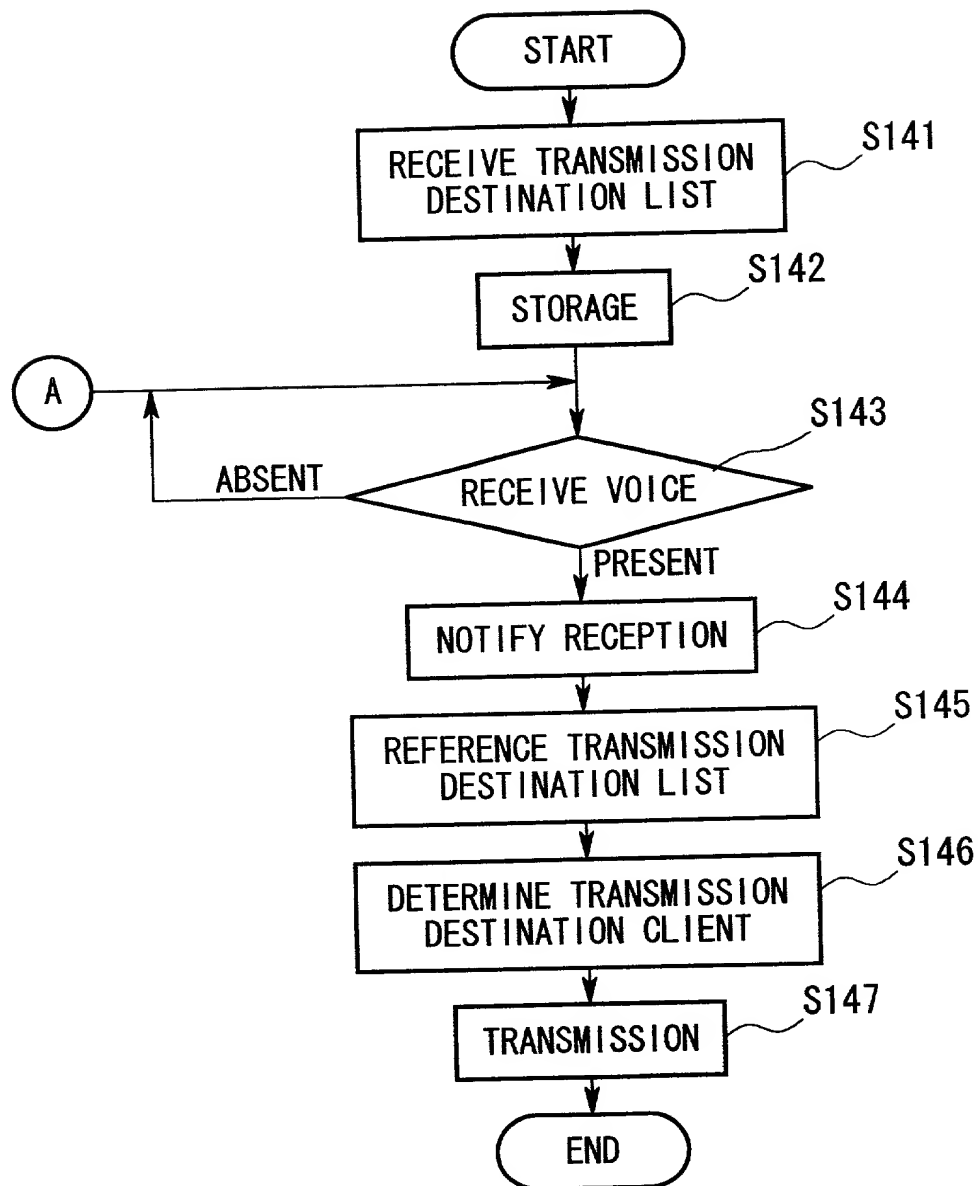 START
RECEIVE TRANSMISSION
DESTINATION LIST
S141
STORAGE
S142
A
S143
ABSENT
RECEIVE VOICE
PRESENT
NOTIFY RECEPTION
S144
REFERENCE TRANSMISSION
DESTINATION LIST
S145
DETERMINE TRANSMISSION
DESTINATION CLIENT
S146
TRANSMISSION
S147
END